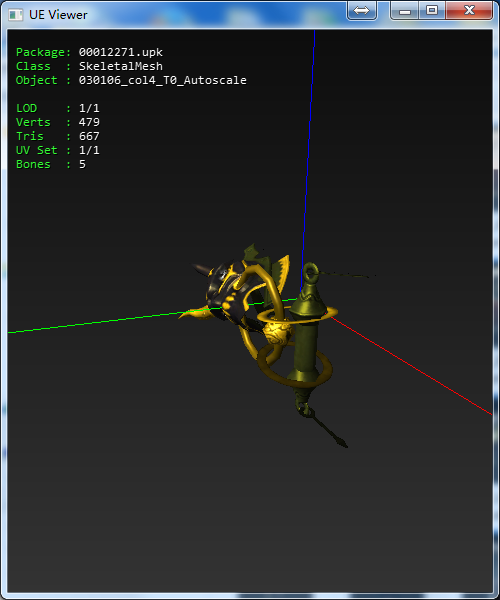 UE Viewer
Package: 00012271.upk
Class : SkeletalMesh
Object : 030106_col4_T0_Autoscale
LOD : 1/1
Verts : 479
Tris : 667
UV Set : 1/1
Bones : 5